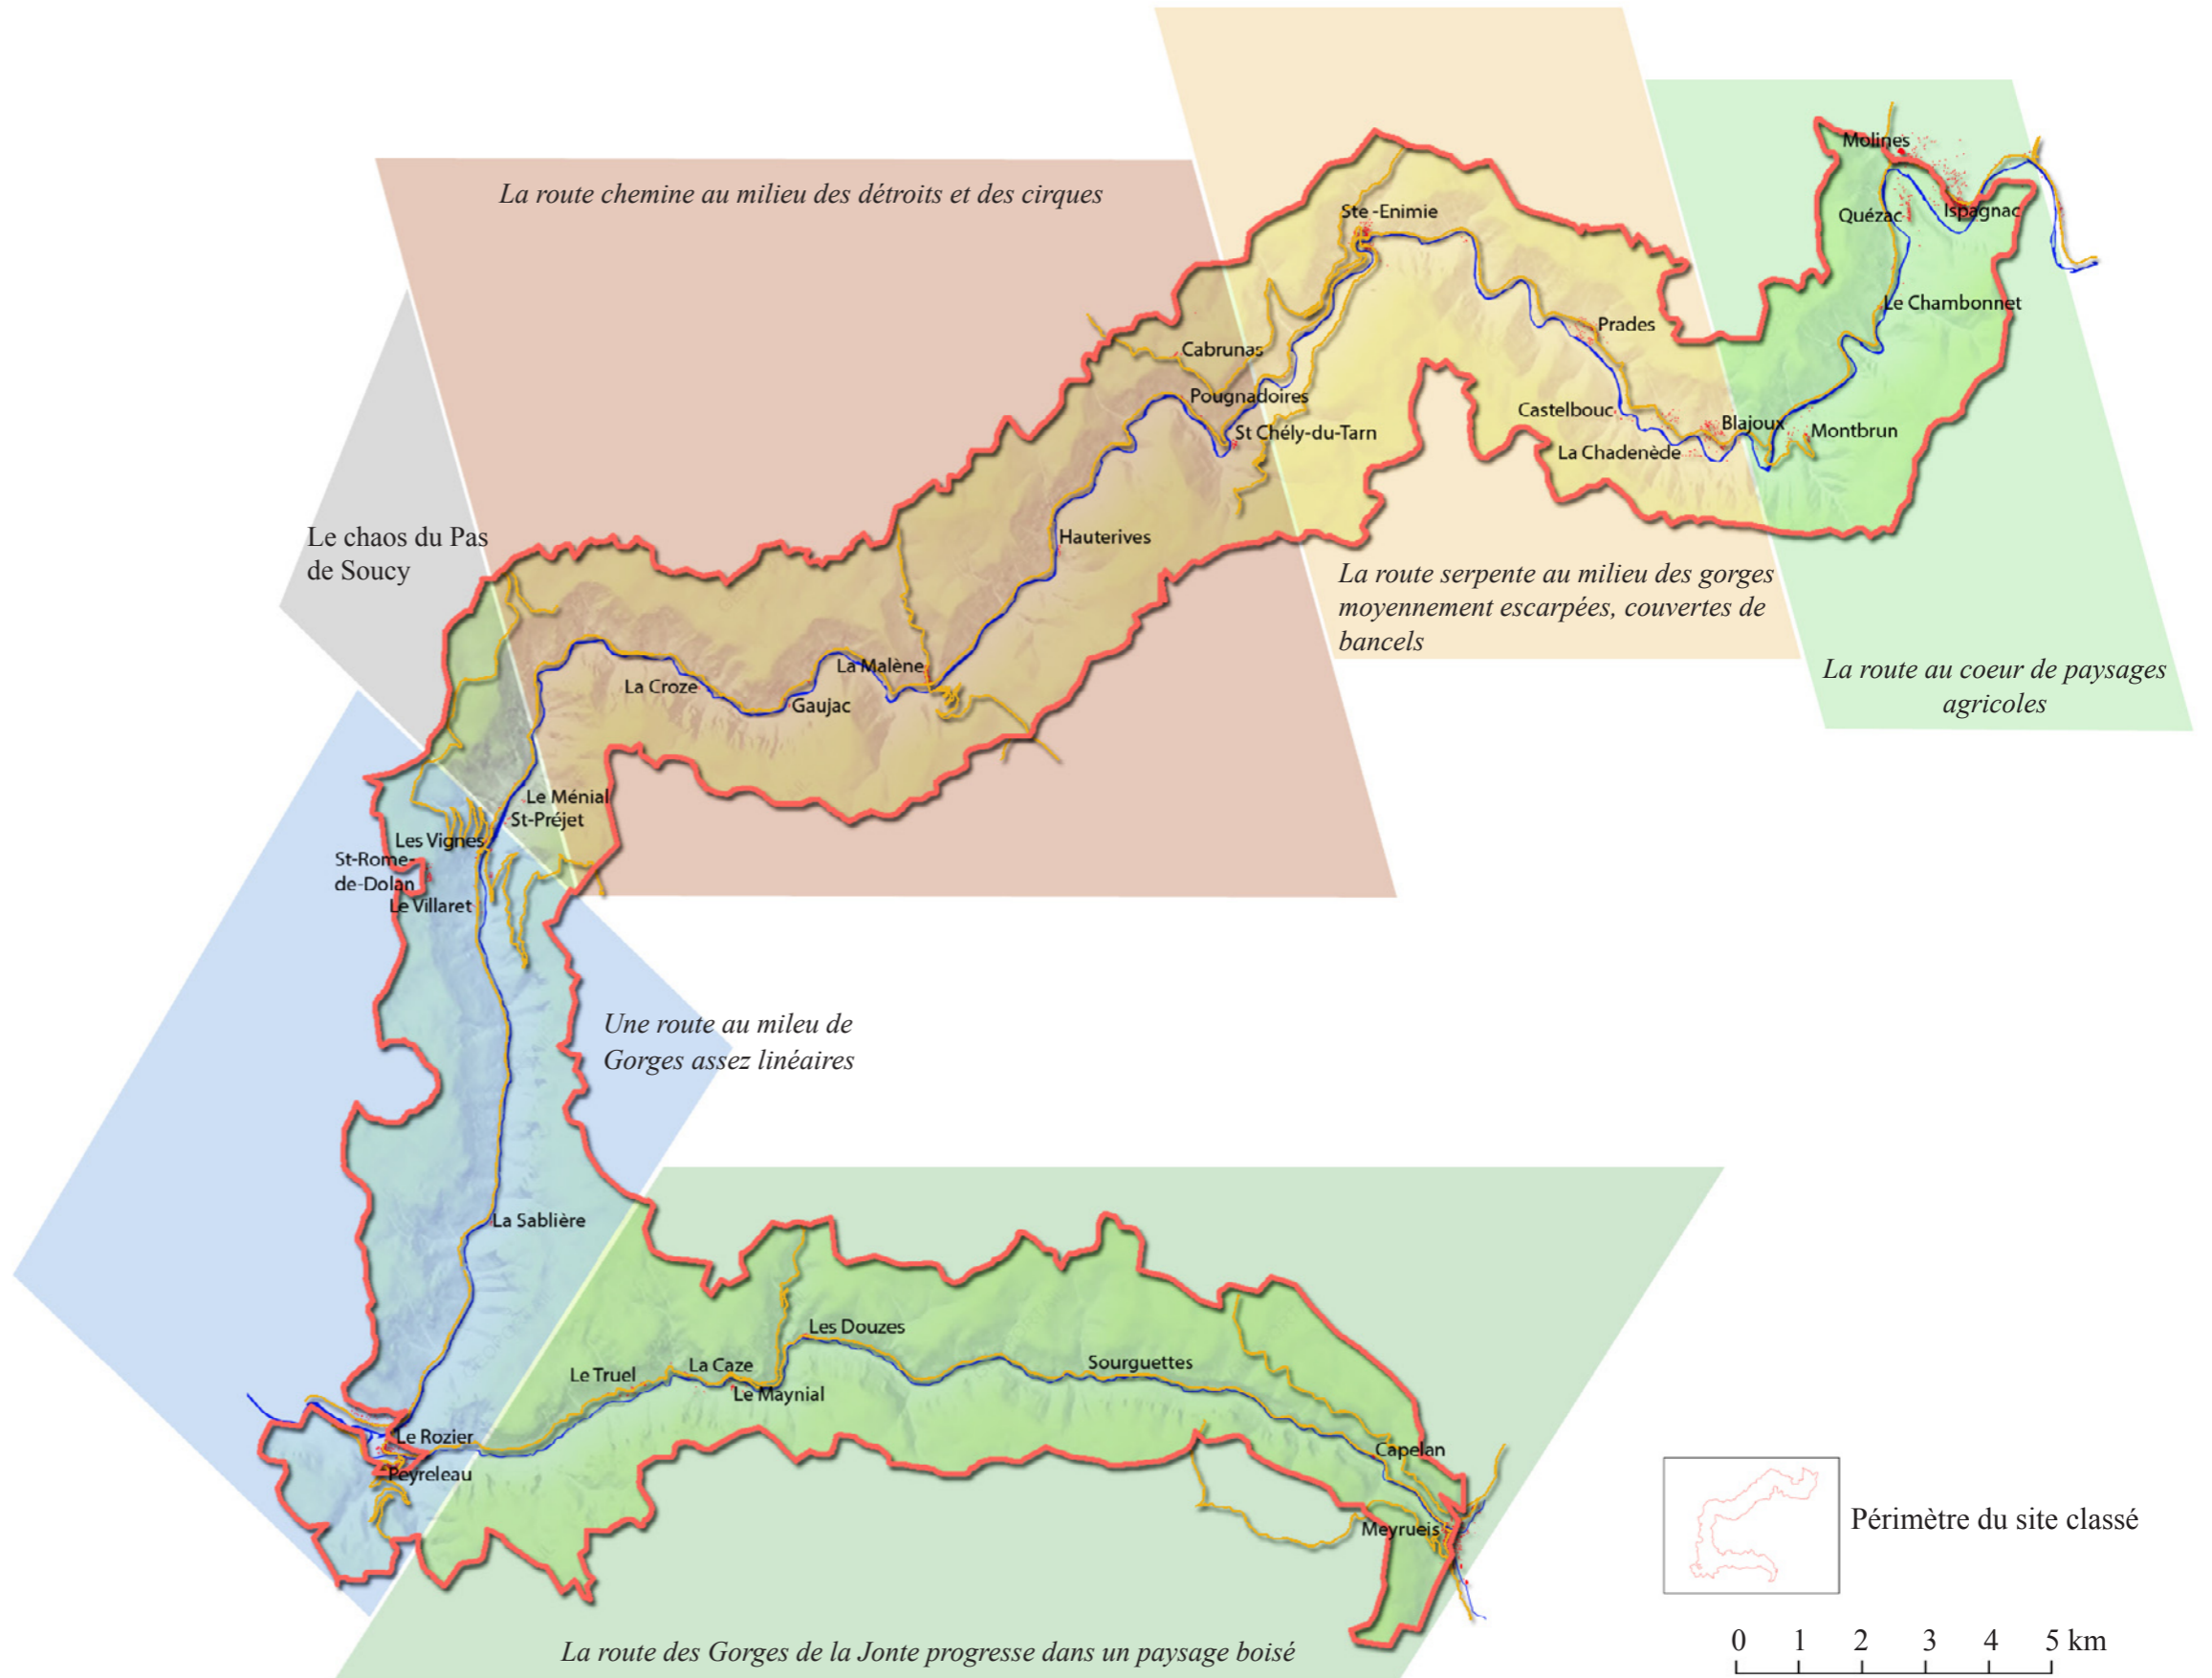 La route chemine au milieu des détroits et des cirques
Molines
Quézac
Ispagnac
Ste -Enimie
Le Chambonnet
Prades
Cabrunas
Pougnadoires
St Chély-du-Tarn
Castelbouc
Blajoux
Montbrun
La Chadenède
Hauterives
Le chaos du Pas
de Soucy
La route serpente au milieu des gorges
moyennement escarpées, couvertes de
bancels
La route au coeur de paysages
agricoles
La Malène
La Croze
Gaujac
Le Ménial
St-Préjet
Les Vignes
St-Rome-
de-Dolan
Le Villaret
Une route au mileu de
Gorges assez linéaires
La Sablière
Les Douzes
Le Truel
La Caze
Le Maynial
Sourguettes
Le Rozier
Peyreleau
Capelan
Meyrueis
Périmètre du site classé
La route des Gorges de la Jonte progresse dans un paysage boisé
0 1 2 3 4 5 km